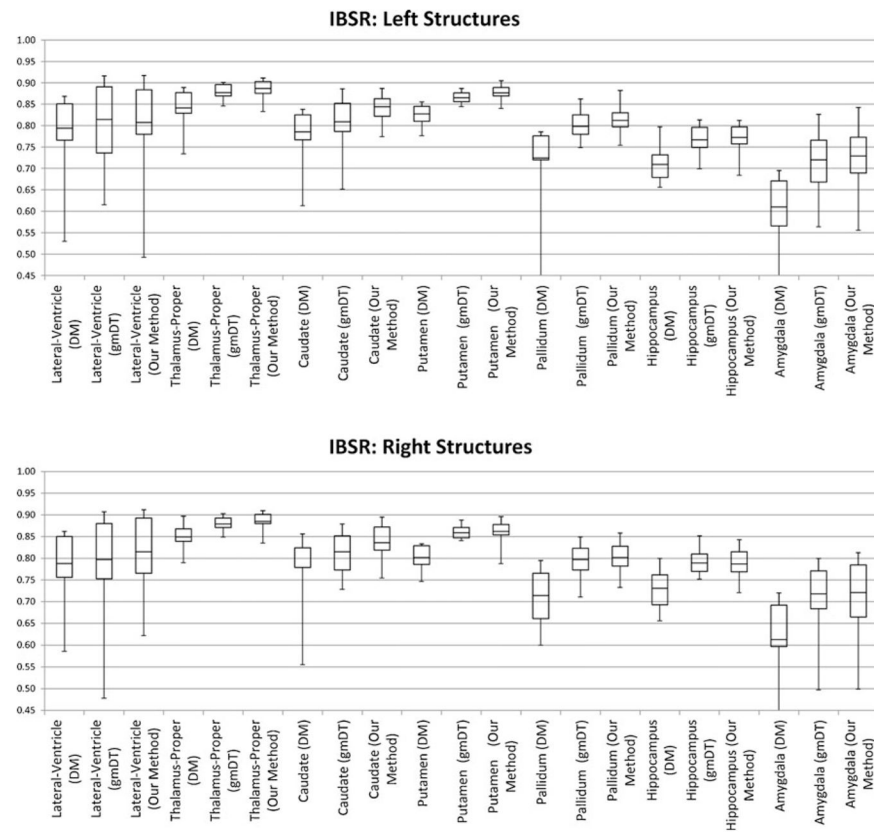 IBSR: Left Structures
1.00
0.95
0.90
0.85
0.80
0.75
0.70
0.65
0.60
0.55
0.50
0.45
Lateral-Ventricle
(DM)
Lateral-Ventricle
(gmDT)
Lateral-Ventricle
(Our Method)
Thalamus-Proper
(DM)
Thalamus-Proper
(gmDT)
Thalamus-Proper
(Our Method)
Caudate (DM)
Caudate (gmDT)
Caudate (Our
Method)
Putamen (DM)
Putamen (gmDT)
Putamen (Our
Method)
Pallidum (DM)
Pallidum (gmDT)
Pallidum (Our
Method)
Hippocampus
(DM)
Hippocampus
(gmDT)
Hippocampus (Our
Method)
Amygdala (DM)
Amygdala (gmDT)
Amygdala (Our
Method)
IBSR: Right Structures
1.00
0.95
0.90
0.85
0.80
0.75
0.70
0.65
0.60
0.55
0.50
0.45
Lateral-Ventricle
(DM)
Lateral-Ventricle
(gmDT)
Lateral-Ventricle
(Our Method)
Thalamus-Proper
(DM)
Thalamus-Proper
(gmDT)
Thalamus-Proper
(Our Method)
Caudate (DM)
Caudate (gmDT)
Caudate (Our
Method)
Putamen (DM)
Putamen (gmDT)
Putamen (Our
Method)
Pallidum (DM)
Pallidum (gmDT)
Pallidum (Our
Method)
Hippocampus
(DM)
Hippocampus
(gmDT)
Hippocampus (Our
Method)
Amygdala (DM)
Amygdala (gmDT)
Amygdala (Our
Method)